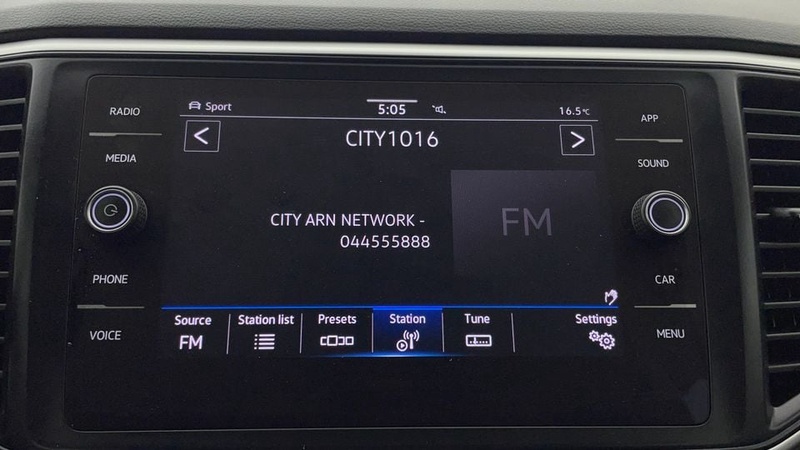 RADIO
MEDIA
PHONE
VOICE
Sport
5:05
16.5°C
CITY1016
CITY ARN NETWORK -
044555888
FM
Source
FM
Station list
Presets
Station
Tune
Settings
APP
SOUND
CAR
MENU